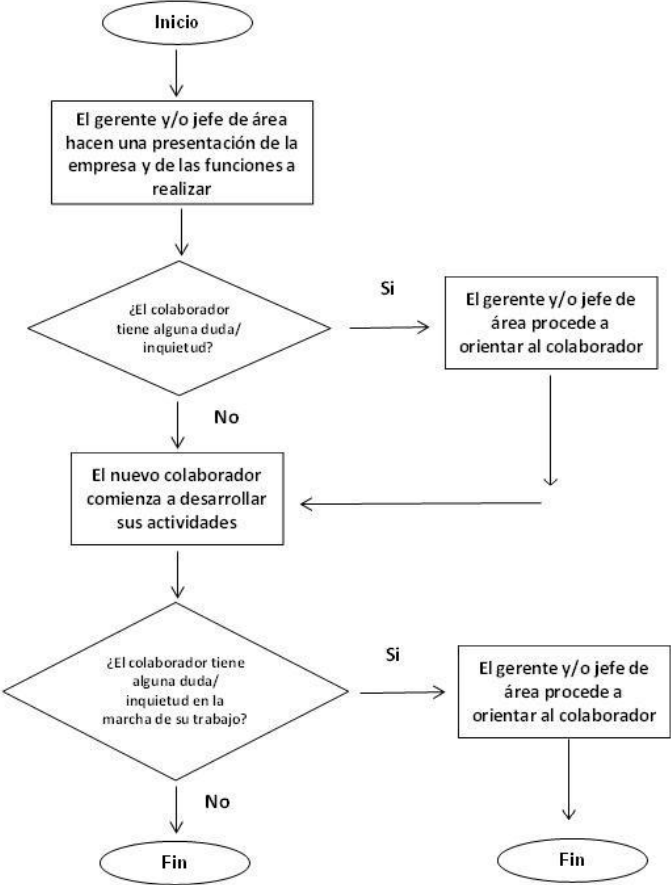 Inicio
El gerente y/o jefe de área
hacen una presentación de la
empresa y de las funciones a
realizar
¿El colaborador
tiene alguna duda/
inquietud?
Si
El gerente y/o jefe de
área procede a
orientar al colaborador
No
El nuevo colaborador
comienza a desarrollar
sus actividades
¿El colaborador tiene
alguna duda/
inquietud en la
marcha de su trabajo?
Si
El gerente y/o jefe de
área procede a
orientar al colaborador
No
Fin
Fin